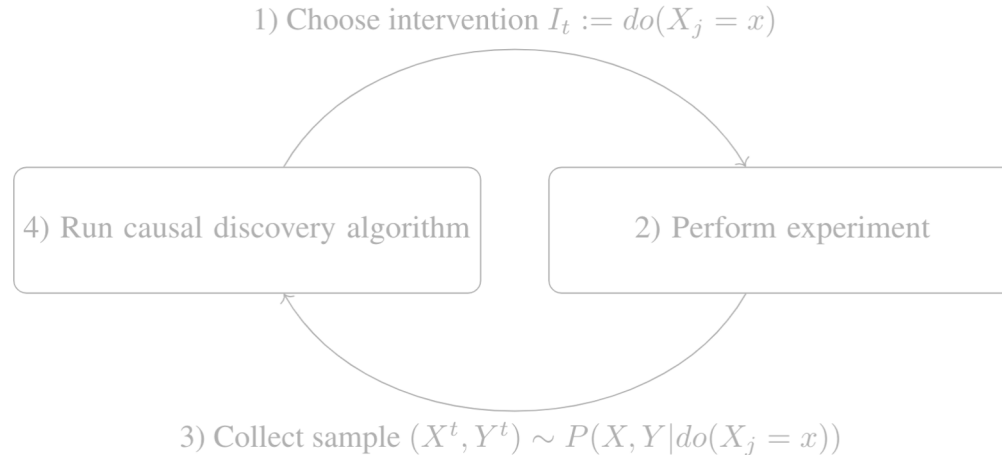 1) Choose intervention $I_t := do(X_j = x)$
4) Run causal discovery algorithm
2) Perform experiment
3) Collect sample $(X^t, Y^t) \sim P(X, Y|do(X_j = x))$